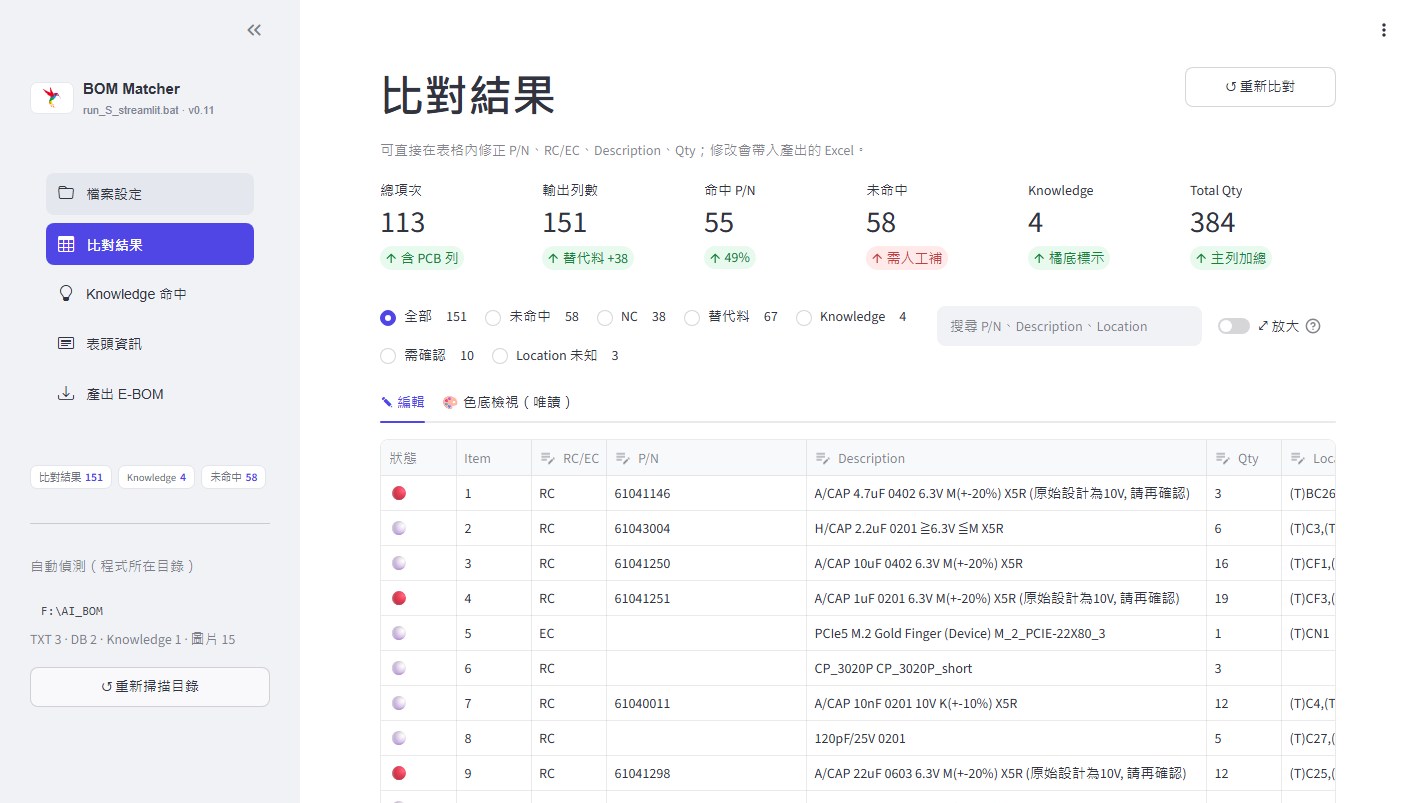 BOM Matcher
run_S_streamlit.bat · v0.11
檔案設定
比對結果
Knowledge 命中
表頭資訊
產出 E-BOM
比對結果 151 Knowledge 4 未命中 58
自動偵測（程式所在目錄）
F:\AI_BOM
TXT 3 · DB 2 · Knowledge 1 · 圖片 15
↺ 重新掃描目錄
比對結果
↺ 重新比對
可直接在表格內修正 P/N、RC/EC、Description、Qty；修改會帶入產出的 Excel。
總項次 輸出列數 命中 P/N 未命中 Knowledge Total Qty
113 151 55 58 4 384
↑ 含 PCB 列 ↑ 替代料 +38 ↑ 49% ↑ 需人工補 ↑ 橘底標示 ↑ 主列加總
全部 151 未命中 58 NC 38 替代料 67 Knowledge 4
需確認 10 Location 未知 3
搜尋 P/N、Description、Location
⤢ 放大
編輯 色底檢視（唯讀）
狀態 Item RC/EC P/N Description Qty Loca
1 RC 61041146 A/CAP 4.7uF 0402 6.3V M(+-20%) X5R (原始設計為10V, 請再確認) 3 (T)BC26
2 RC 61043004 H/CAP 2.2uF 0201 ≧6.3V ≦M X5R 6 (T)C3,(T
3 RC 61041250 A/CAP 10uF 0402 6.3V M(+-20%) X5R 16 (T)CF1,(
4 RC 61041251 A/CAP 1uF 0201 6.3V M(+-20%) X5R (原始設計為10V, 請再確認) 19 (T)CF3,(
5 EC PCIe5 M.2 Gold Finger (Device) M_2_PCIE-22X80_3 1 (T)CN1
6 RC CP_3020P CP_3020P_short 3
7 RC 61040011 A/CAP 10nF 0201 10V K(+-10%) X5R 12 (T)C4,(T
8 RC 120pF/25V 0201 5 (T)C27,(
9 RC 61041298 A/CAP 22uF 0603 6.3V M(+-20%) X5R (原始設計為10V, 請再確認) 12 (T)C25,(